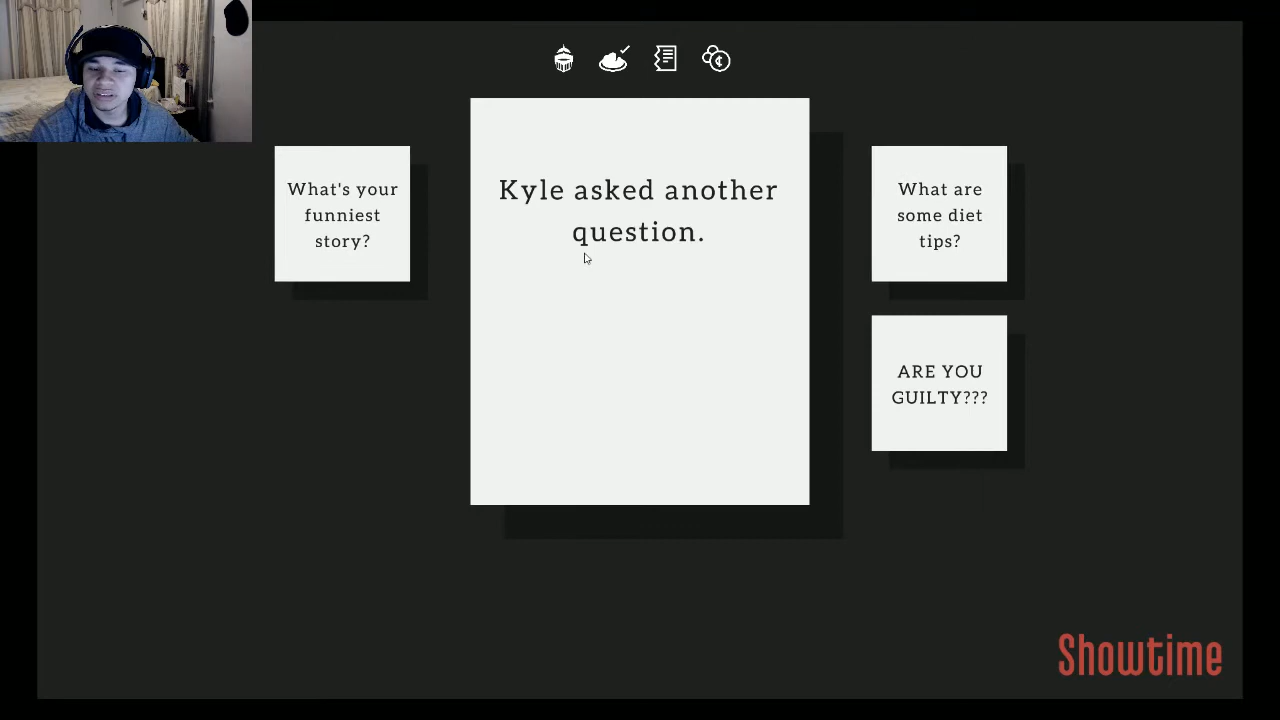 What's your
funniest
story?
Kyle asked another
question.
What are
some diet
tips?
ARE YOU
GUILTY???
Showtime